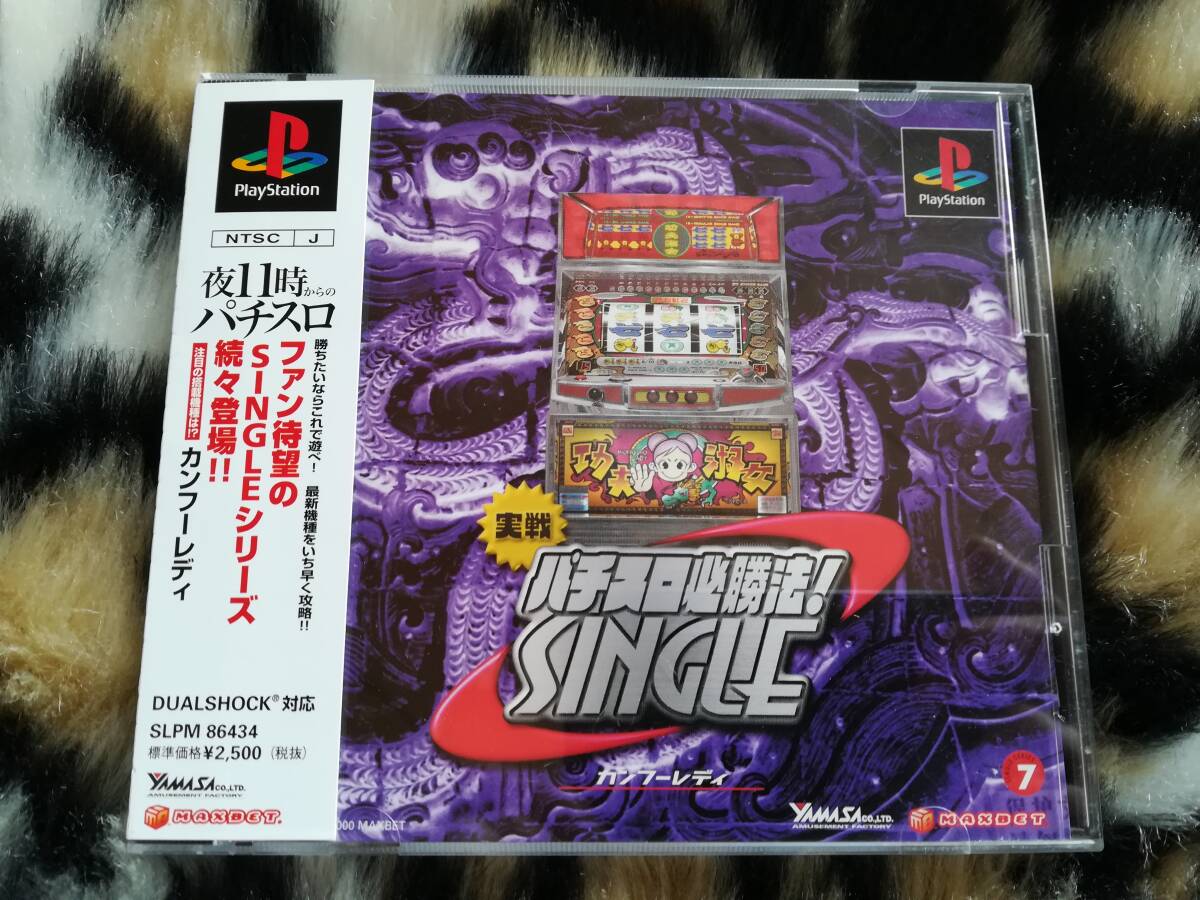 PlayStation
NTSC J
夜11時からの
パチスロ
勝ちたいならこれで遊べ! 最新機種をいち早く攻略!!
ファン待望の
SINGLEシリーズ
続々登場!!
注目の搭載機種は!? カンフーレディ
DUALSHOCK®対応
SLPM 86434
標準価格¥2,500(税抜)
YAMASA CO.,LTD.
AMUSEMENT FACTORY
MAXBET.
PlayStation
功夫淑女
実戦
パチスロ必勝法!
SINGLE
カンフーレディ
7
000 MAXBET
YAMASA CO.,LTD.
AMUSEMENT FACTORY
MAXBET